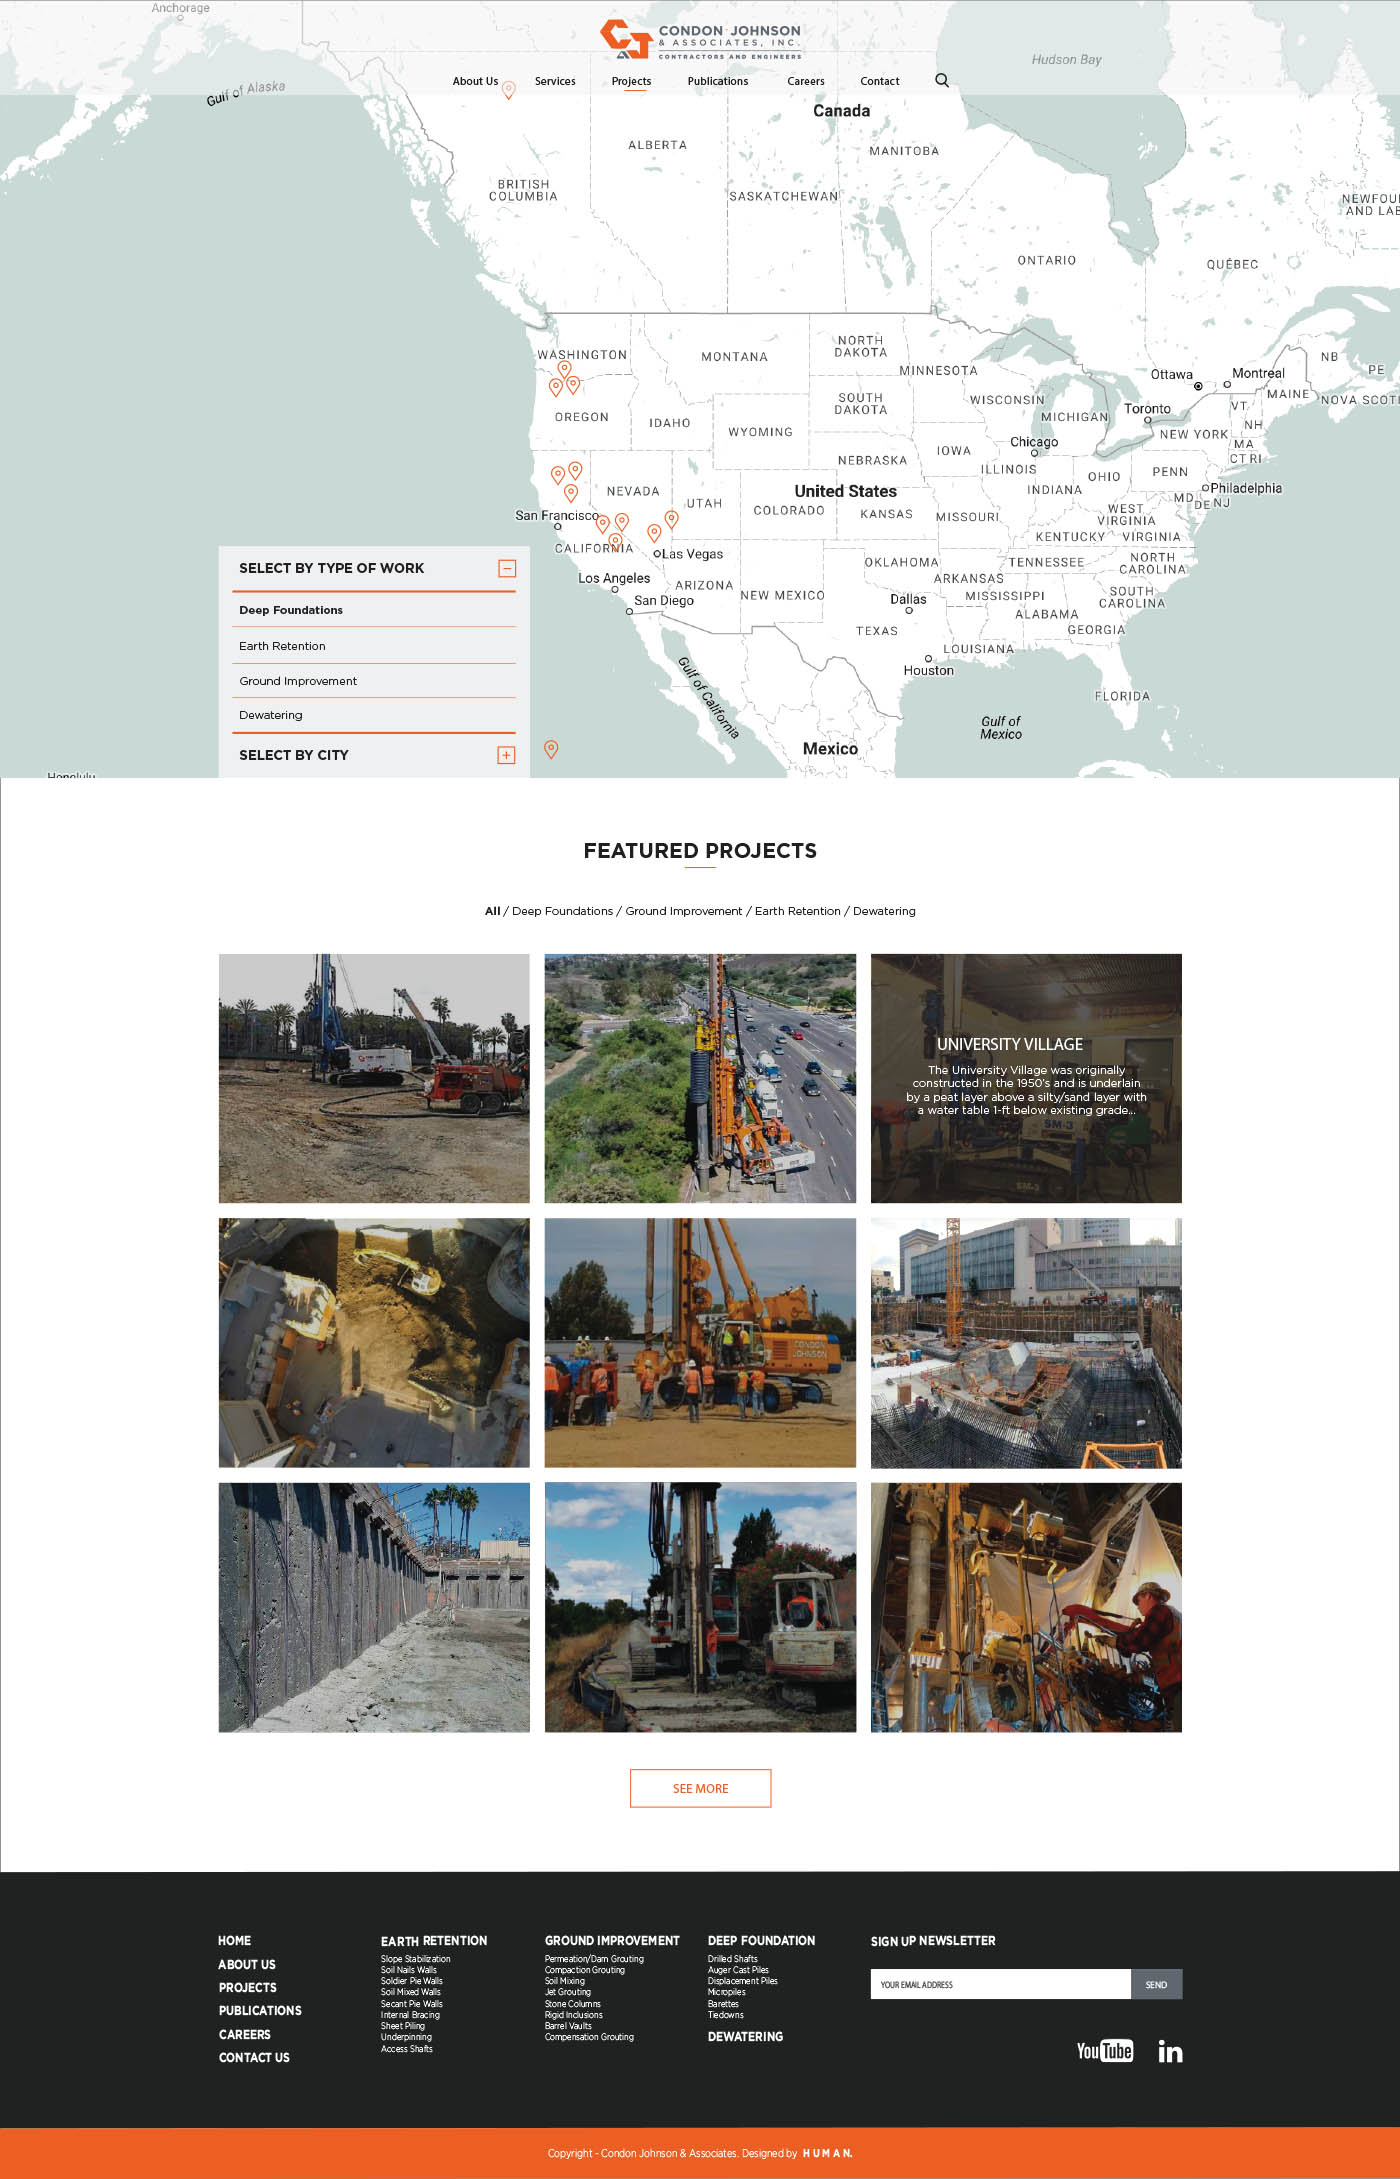 Anchorage
Gulf of Alaska
CONDON JOHNSON
& ASSOCIATES, INC.
CONTRACTORS AND ENGINEERS
Hudson Bay
About Us
Services
Projects
Publications
Careers
Contact
Canada
ALBERTA
MANITOBA
BRITISH
COLUMBIA
SASKATCHEWAN
NEWFOU
AND LAB
ONTARIO
QUÉBEC
WASHINGTON
MONTANA
NORTH
DAKOTA
MINNESOTA
Ottawa
Montreal
NB
PE
OREGON
IDAHO
WYOMING
SOUTH
DAKOTA
WISCONSIN
MICHIGAN
Toronto
VT
MAINE
NOVA SCOTI
NH
NEW YORK
MA
CT RI
NEBRASKA
IOWA
Chicago
ILLINOIS
INDIANA
OHIO
PENN
Philadelphia
MD
DE
NJ
NEVADA
UTAH
United States
COLORADO
KANSAS
MISSOURI
WEST
VIRGINIA
KENTUCKY
VIRGINIA
San Francisco
CALIFORNIA
Las Vegas
OKLAHOMA
ARKANSAS
TENNESSEE
NORTH
CAROLINA
Los Angeles
ARIZONA
NEW MEXICO
San Diego
Dallas
MISSISSIPPI
SOUTH
CAROLINA
ALABAMA
GEORGIA
TEXAS
LOUISIANA
Houston
FLORIDA
Gulf of California
Gulf of
Mexico
Mexico
Honolulu
SELECT BY TYPE OF WORK
Deep Foundations
Earth Retention
Ground Improvement
Dewatering
SELECT BY CITY
FEATURED PROJECTS
All / Deep Foundations / Ground Improvement / Earth Retention / Dewatering
UNIVERSITY VILLAGE
The University Village was originally
constructed in the 1950's and is underlain
by a peat layer above a silty/sand layer with
a water table 1-ft below existing grade...
SM-3
SM-3
CONDON
JOHNSON
SEE MORE
HOME
ABOUT US
PROJECTS
PUBLICATIONS
CAREERS
CONTACT US
EARTH RETENTION
Slope Stabilization
Soil Nails Walls
Soldier Pie Walls
Soil Mixed Walls
Secant Pie Walls
Internal Bracing
Sheet Piling
Underpinning
Access Shafts
GROUND IMPROVEMENT
Permeation/Dam Grouting
Compaction Grouting
Soil Mixing
Jet Grouting
Stone Columns
Rigid Inclusions
Barrel Vaults
Compensation Grouting
DEEP FOUNDATION
Drilled Shafts
Auger Cast Piles
Displacement Piles
Micropiles
Barettes
Tiedowns
DEWATERING
SIGN UP NEWSLETTER
YOUR EMAIL ADDRESS
SEND
YouTube
in
Copyright - Condon Johnson & Associates. Designed by HUMAN.